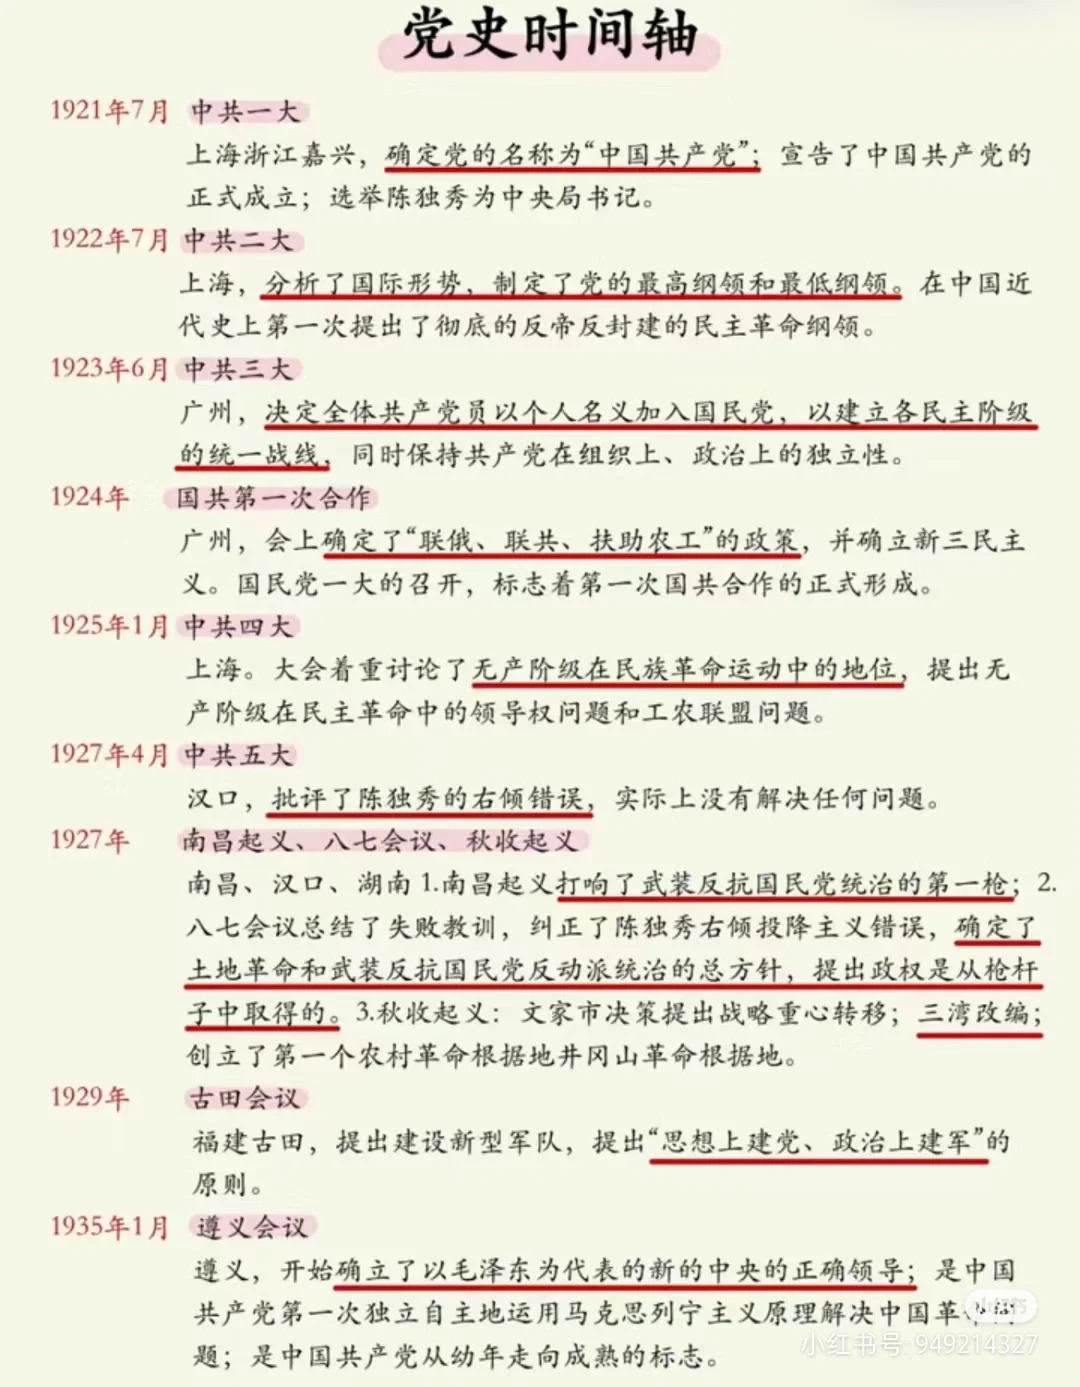 党史时间轴
1921年7月 中共一大
上海浙江嘉兴，确定党的名称为“中国共产党”；宣告了中国共产党的
正式成立；选举陈独秀为中央局书记。
1922年7月 中共二大
上海，分析了国际形势，制定了党的最高纲领和最低纲领。在中国近
代史上第一次提出了彻底的反帝反封建的民主革命纲领。
1923年6月 中共三大
广州，决定全体共产党员以个人名义加入国民党，以建立各民主阶级
的统一战线，同时保持共产党在组织上、政治上的独立性。
1924年 国共第一次合作
广州，会上确定了“联俄、联共、扶助农工”的政策，并确立新三民主
义。国民党一大的召开，标志着第一次国共合作的正式形成。
1925年1月 中共四大
上海。大会着重讨论了无产阶级在民族革命运动中的地位，提出无
产阶级在民主革命中的领导权问题和工农联盟问题。
1927年4月 中共五大
汉口，批评了陈独秀的右倾错误，实际上没有解决任何问题。
1927年 南昌起义、八七会议、秋收起义
南昌、汉口、湖南1.南昌起义打响了武装反抗国民党统治的第一枪；2.
八七会议总结了失败教训，纠正了陈独秀右倾投降主义错误，确定了
土地革命和武装反抗国民党反动派统治的总方针，提出政权是从枪杆
子中取得的。3.秋收起义：文家市决策提出战略重心转移；三湾改编；
创立了第一个农村革命根据地井冈山革命根据地。
1929年 古田会议
福建古田，提出建设新型军队，提出“思想上建党、政治上建军”的
原则。
1935年1月 遵义会议
遵义，开始确立了以毛泽东为代表的新的中央的正确领导；是中国
共产党第一次独立自主地运用马克思列宁主义原理解决中国革命问
题；是中国共产党从幼年走向成熟的标志。
小红书
小红书号: 949214327